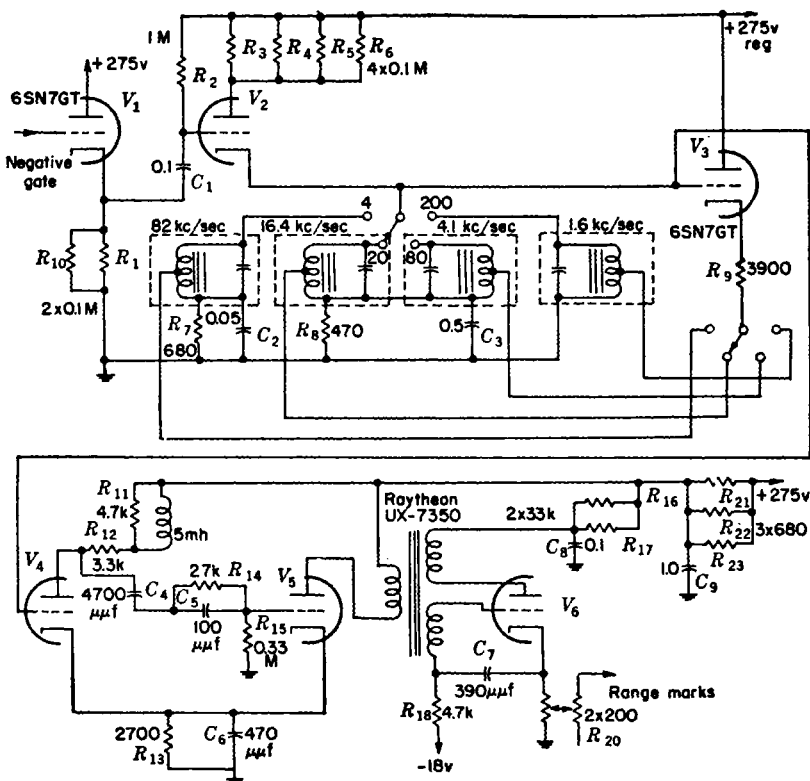 1 M
R₂
R₃
R₄
R₅
R₆
4x0.1 M
+275v
reg
+275v
6SN7GT
V₁
V₂
V₃
Negative
gate
0.1
C₁
6SN7GT
4
200
82 kc/sec
16.4 kc/sec
4.1 kc/sec
1.6 kc/sec
20
80
R₉
3900
R₁₀
R₁
2x0.1M
R₇
680
0.05
C₂
R₈
470
0.5
C₃
R₁₁
4.7k
5mh
R₁₂
3.3k
V₄
4700
μμf
C₄
C₅
27k
R₁₄
100
μμf
R₁₅
0.33
M
V₅
Raytheon
UX-7350
2x33k
C₈
0.1
R₁₆
R₁₇
+275v
R₂₁
R₂₂
3x680
R₂₃
1.0
C₉
V₆
C₇
390μμf
Range marks
2x200
R₂₀
R₁₈
4.7k
-18v
2700
R₁₃
C₆
470
μμf